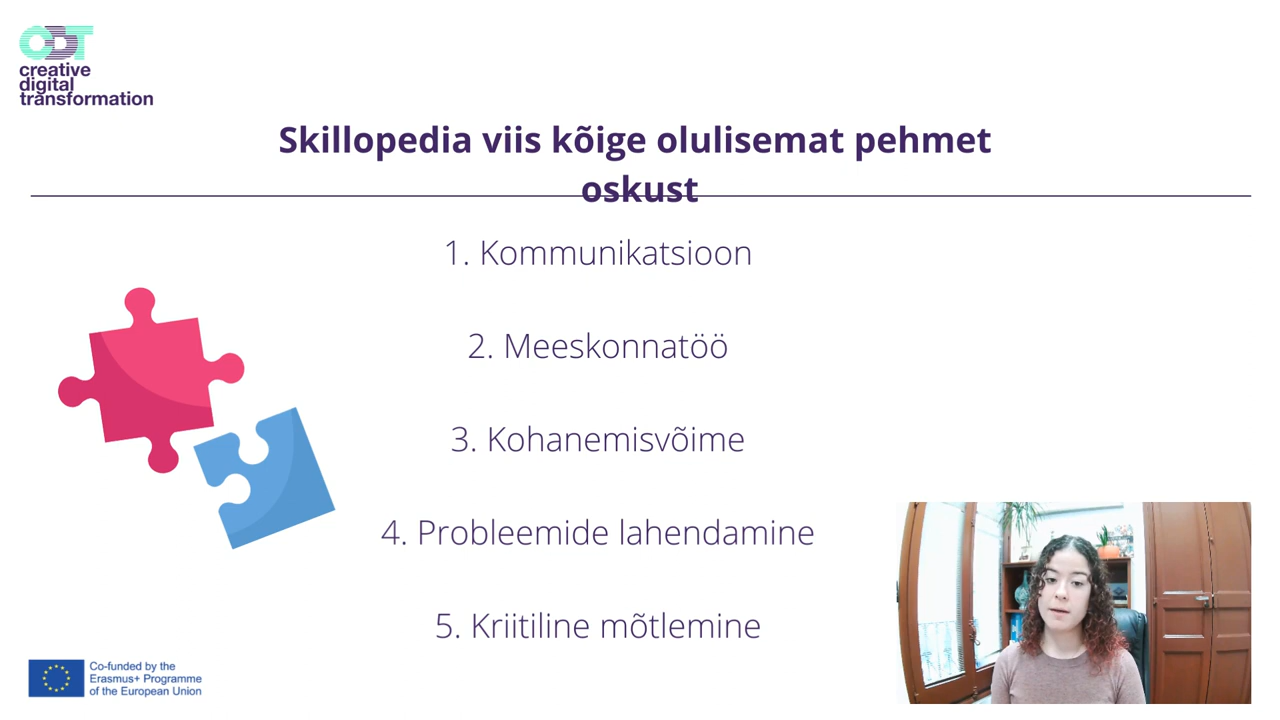 CDT
creative
digital
transformation
Skillopedia viis kõige olulisemat pehmet
oskust
1. Kommunikatsioon
2. Meeskonnatöö
3. Kohanemisvõime
4. Probleemide lahendamine
5. Kriitiline mõtlemine
Co-funded by the
Erasmus+ Programme
of the European Union